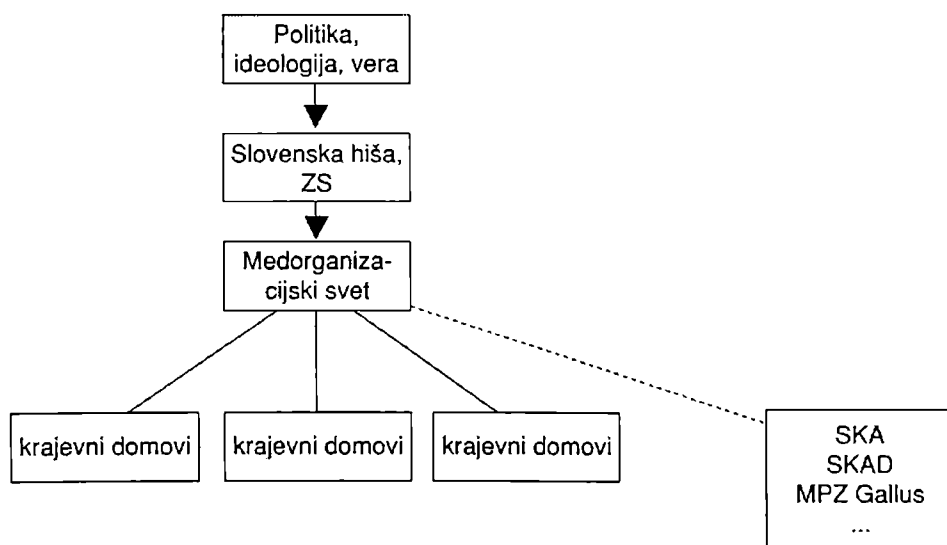 Politika,
ideologija, vera
Slovenska hiša,
ZS
Medorganiza-
cijski svet
krajevni domovi
krajevni domovi
krajevni domovi
SKA
SKAD
MPZ Gallus
...